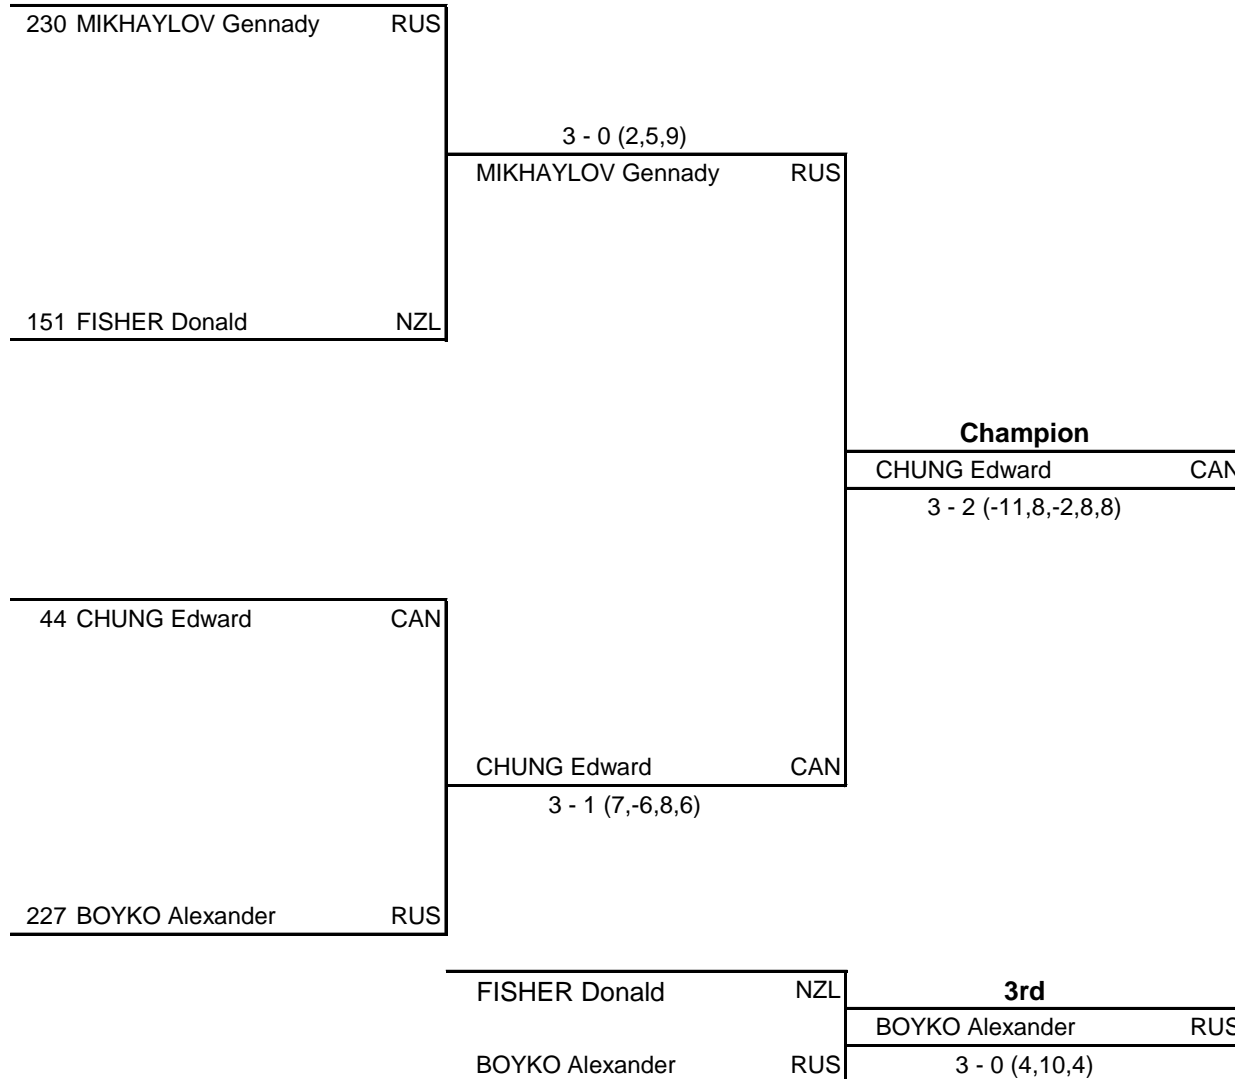 230 MIKHAYLOV Gennady RUS
3 - 0 (2,5,9)
MIKHAYLOV Gennady RUS
151 FISHER Donald NZL
Champion
CHUNG Edward CAN
3 - 2 (-11,8,-2,8,8)
44 CHUNG Edward CAN
CHUNG Edward CAN
3 - 1 (7,-6,8,6)
227 BOYKO Alexander RUS
FISHER Donald NZL
3rd
BOYKO Alexander RUS
BOYKO Alexander RUS
3 - 0 (4,10,4)